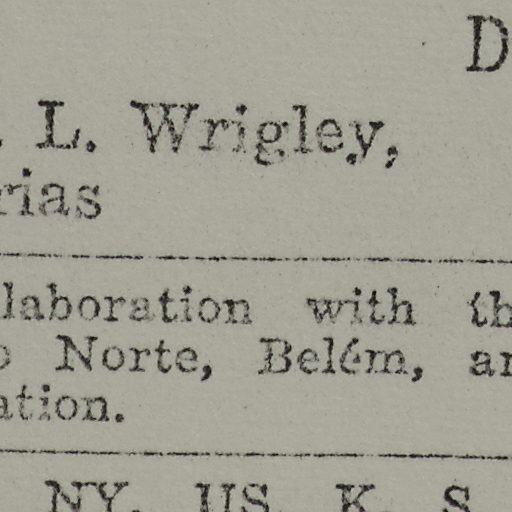 D
. L. Wrigley,
rias
laboration with th
o Norte, Belém, an
ation.
NY, US, K. S